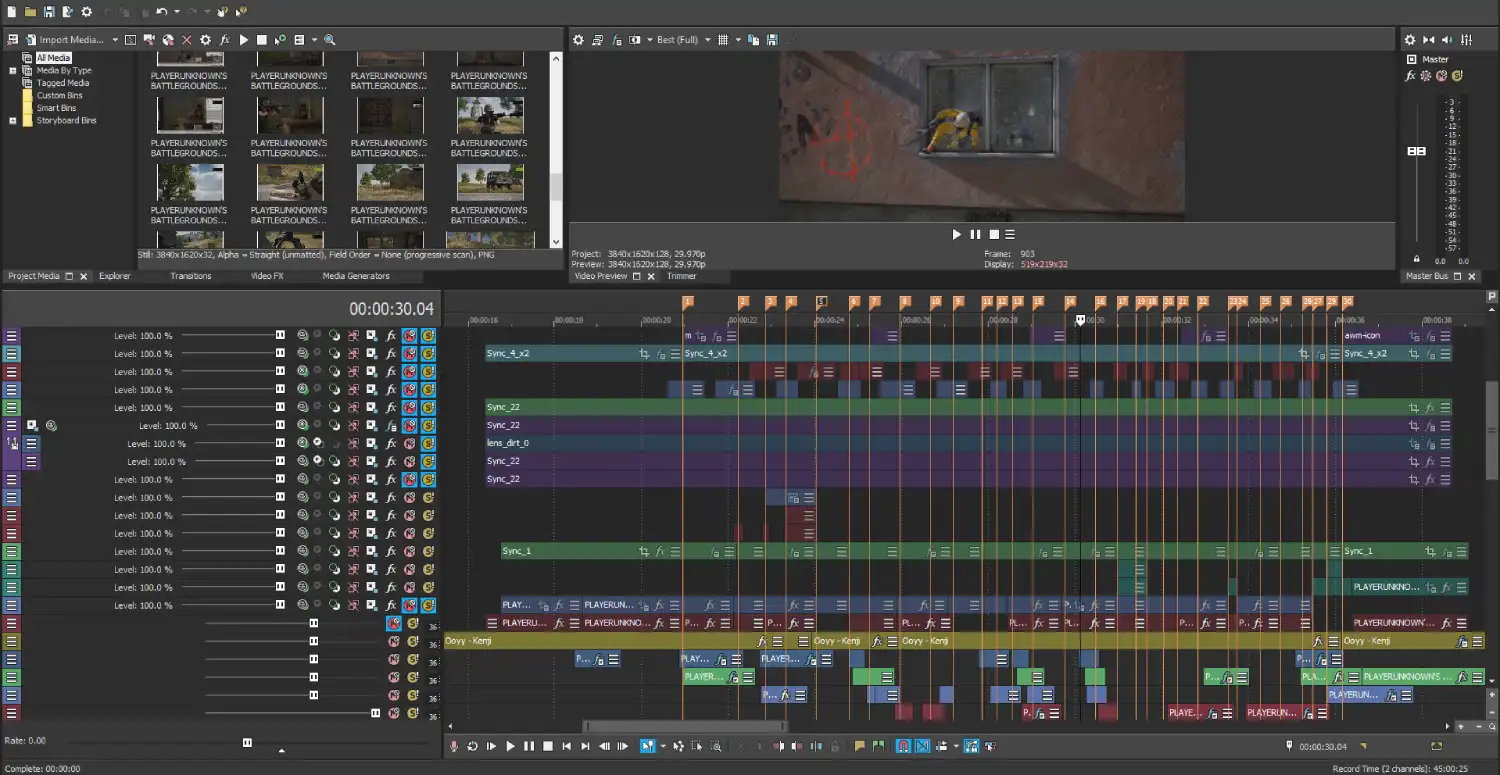 Import Media...
Best (Full)
All Media
Media By Type
Tagged Media
Custom Bins
Smart Bins
Storyboard Bins
PLAYERUNKNOWN'S PLAYERUNKNOWN'S PLAYERUNKNOWN'S PLAYERUNKNOWN'S
BATTLEGROUNDS... BATTLEGROUNDS... BATTLEGROUNDS... BATTLEGROUNDS...
PLAYERUNKNOWN'S PLAYERUNKNOWN'S PLAYERUNKNOWN'S PLAYERUNKNOWN'S
BATTLEGROUNDS... BATTLEGROUNDS... BATTLEGROUNDS... BATTLEGROUNDS...
PLAYERUNKNOWN'S PLAYERUNKNOWN'S PLAYERUNKNOWN'S PLAYERUNKNOWN'S
BATTLEGROUNDS... BATTLEGROUNDS... BATTLEGROUNDS... BATTLEGROUNDS...
Still: 3840x1620x32, Alpha = Straight (unmatted), Field Order = None (progressive scan), PNG
Project Media Explorer Transitions Video FX Media Generators
Project: 3840x1620x128, 29.970p Frame: 903
Preview: 3840x1620x128, 29.970p Display: 519x219x32
Video Preview Trimmer
Master
-3-
-6-
-9-
-12-
-15-
-18-
-21-
-24-
-27-
-30-
-33-
-36-
-39-
-42-
-45-
-48-
-51-
-54-
-57-
0.0 0.0
Master Bus
00:00:30.04
1 2 3 4 5 6 7 8 10 9 11 12 13 15 14 16 17 19 18 20 21 22 23 24 25 26 28 27 29 30
00:00:16 00:00:18 00:00:20 00:00:22 00:00:24 00:00:26 00:00:28 00:00:30 00:00:32 00:00:34 00:00:36 00:00:38
Level: 100.0 % m awm-icon
Level: 100.0 % Sync_4_x2 Sync_4_x2 Sync_4_x2
Level: 100.0 %
Level: 100.0 %
Level: 100.0 % Sync_22
Level: 100.0 % Sync_22
Level: 100.0 % lens_dirt_0
Level: 100.0 % Sync_22
Level: 100.0 % Sync_22
Level: 100.0 %
Level: 100.0 %
Level: 100.0 %
Level: 100.0 % Sync_1 Sync_1
Level: 100.0 %
Level: 100.0 % PLAYERUNKNO...
Level: 100.0 % PLAY... PLAYERUN... P...
36 PLAYERU... PLAYERUNKNO... P... P... P... PL... P... PL... P... P... PLAYERUNKNOWN'...
36 Ooyy - Kenji Ooyy - Kenji Ooyy - Kenji Ooyy - Kenji
36 P... PLAY... PLAYER... P...
36 PLAYER... P... PLA... PLAYERUNKNOWN'S ...
36 P... PLAYERUN...
36 P. PLAYE... PLAYERUN...
Rate: 0.00
00:00:30.04
Complete: 00:00:00
Record Time (2 channels): 45:00:25